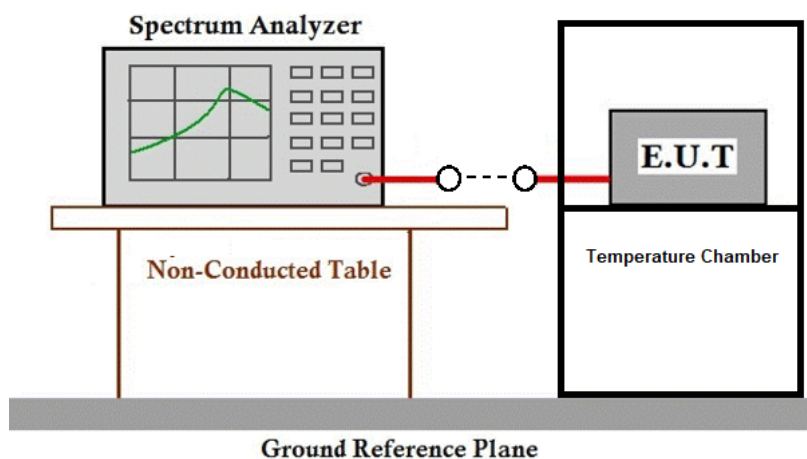 Spectrum Analyzer
E.U.T
Non-Conducted Table
Temperature Chamber
Ground Reference Plane